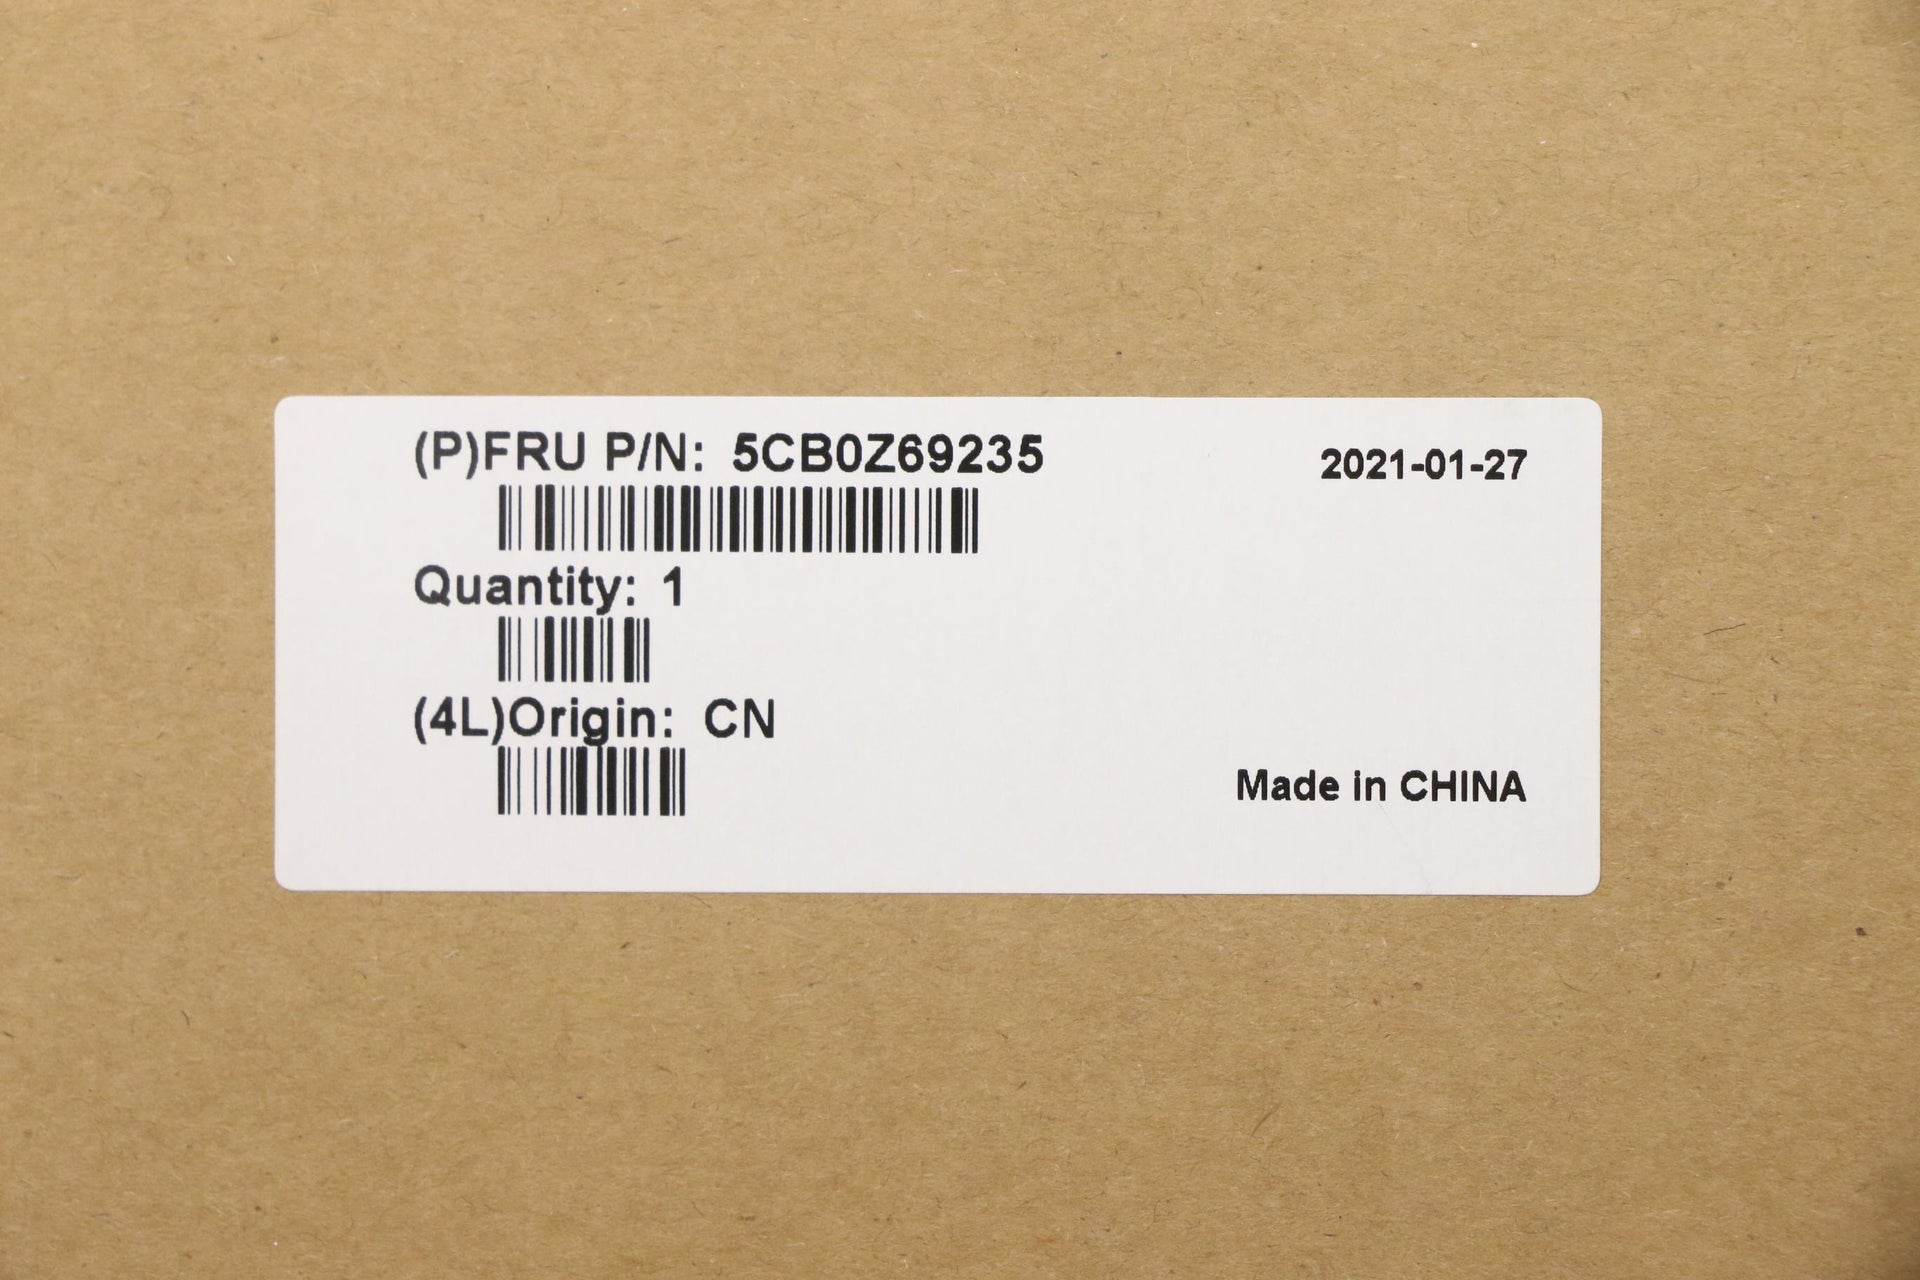 (P)FRU P/N: 5CB0Z69235
2021-01-27
Quantity: 1
(4L)Origin: CN
Made in CHINA